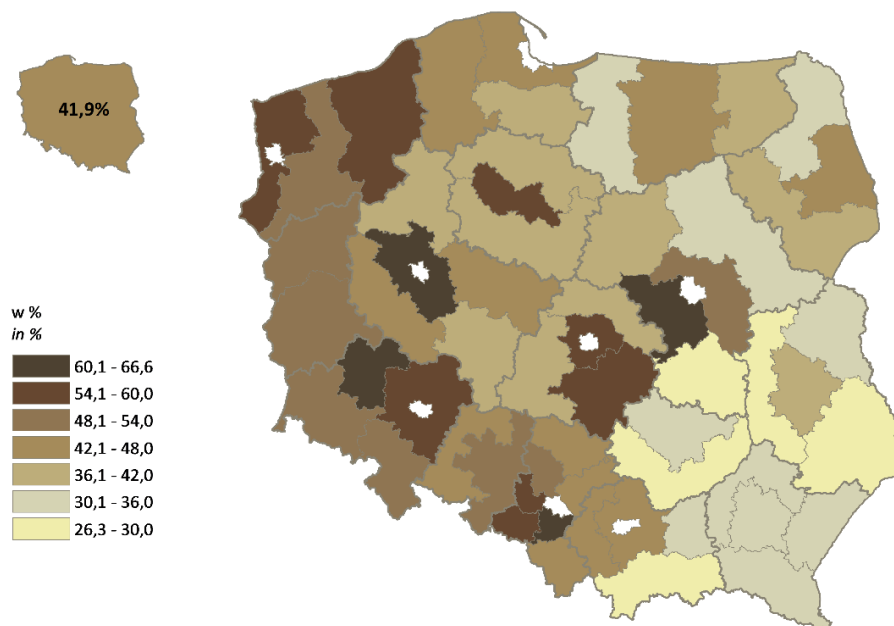 41,9%
w %
in %
60,1 - 66,6
54,1 - 60,0
48,1 - 54,0
42,1 - 48,0
36,1 - 42,0
30,1 - 36,0
26,3 - 30,0